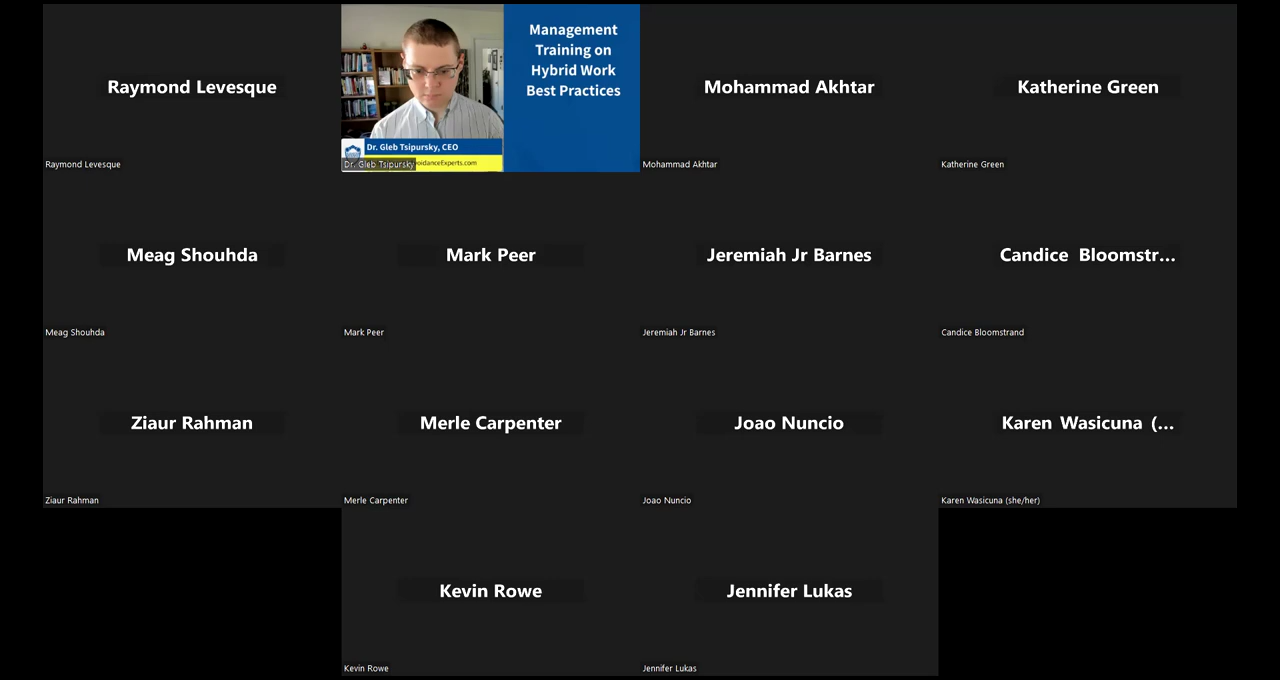 Raymond Levesque
Raymond Levesque
Management
Training on
Hybrid Work
Best Practices
Dr. Gleb Tsipursky, CEO
Dr. Gleb Tsipursky
oidanceExperts.com
Mohammad Akhtar
Mohammad Akhtar
Katherine Green
Katherine Green
Meag Shouhda
Meag Shouhda
Mark Peer
Mark Peer
Jeremiah Jr Barnes
Jeremiah Jr Barnes
Candice Bloomstr...
Candice Bloomstrand
Ziaur Rahman
Ziaur Rahman
Merle Carpenter
Merle Carpenter
Joao Nuncio
Joao Nuncio
Karen Wasicuna (...
Karen Wasicuna (she/her)
Kevin Rowe
Kevin Rowe
Jennifer Lukas
Jennifer Lukas